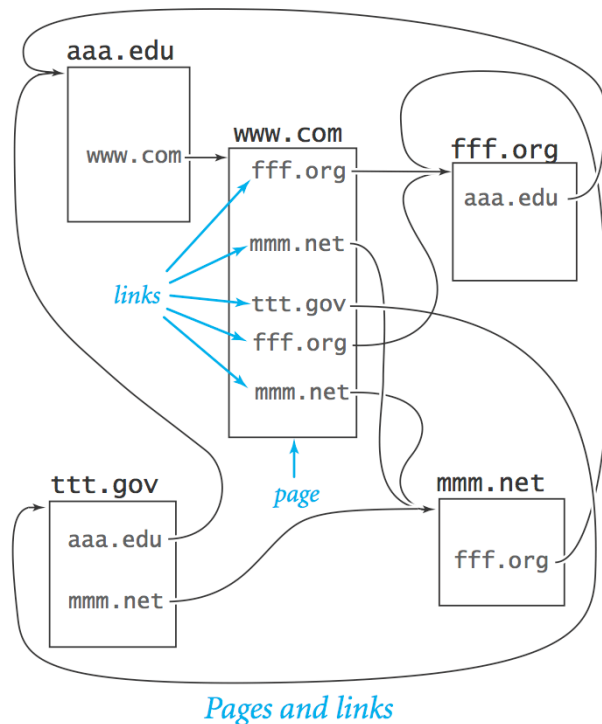 aaa.edu
www.com
www.com
fff.org
mmm.net
ttt.gov
fff.org
mmm.net
links
page
fff.org
aaa.edu
ttt.gov
aaa.edu
mmm.net
mmm.net
fff.org
Pages and links